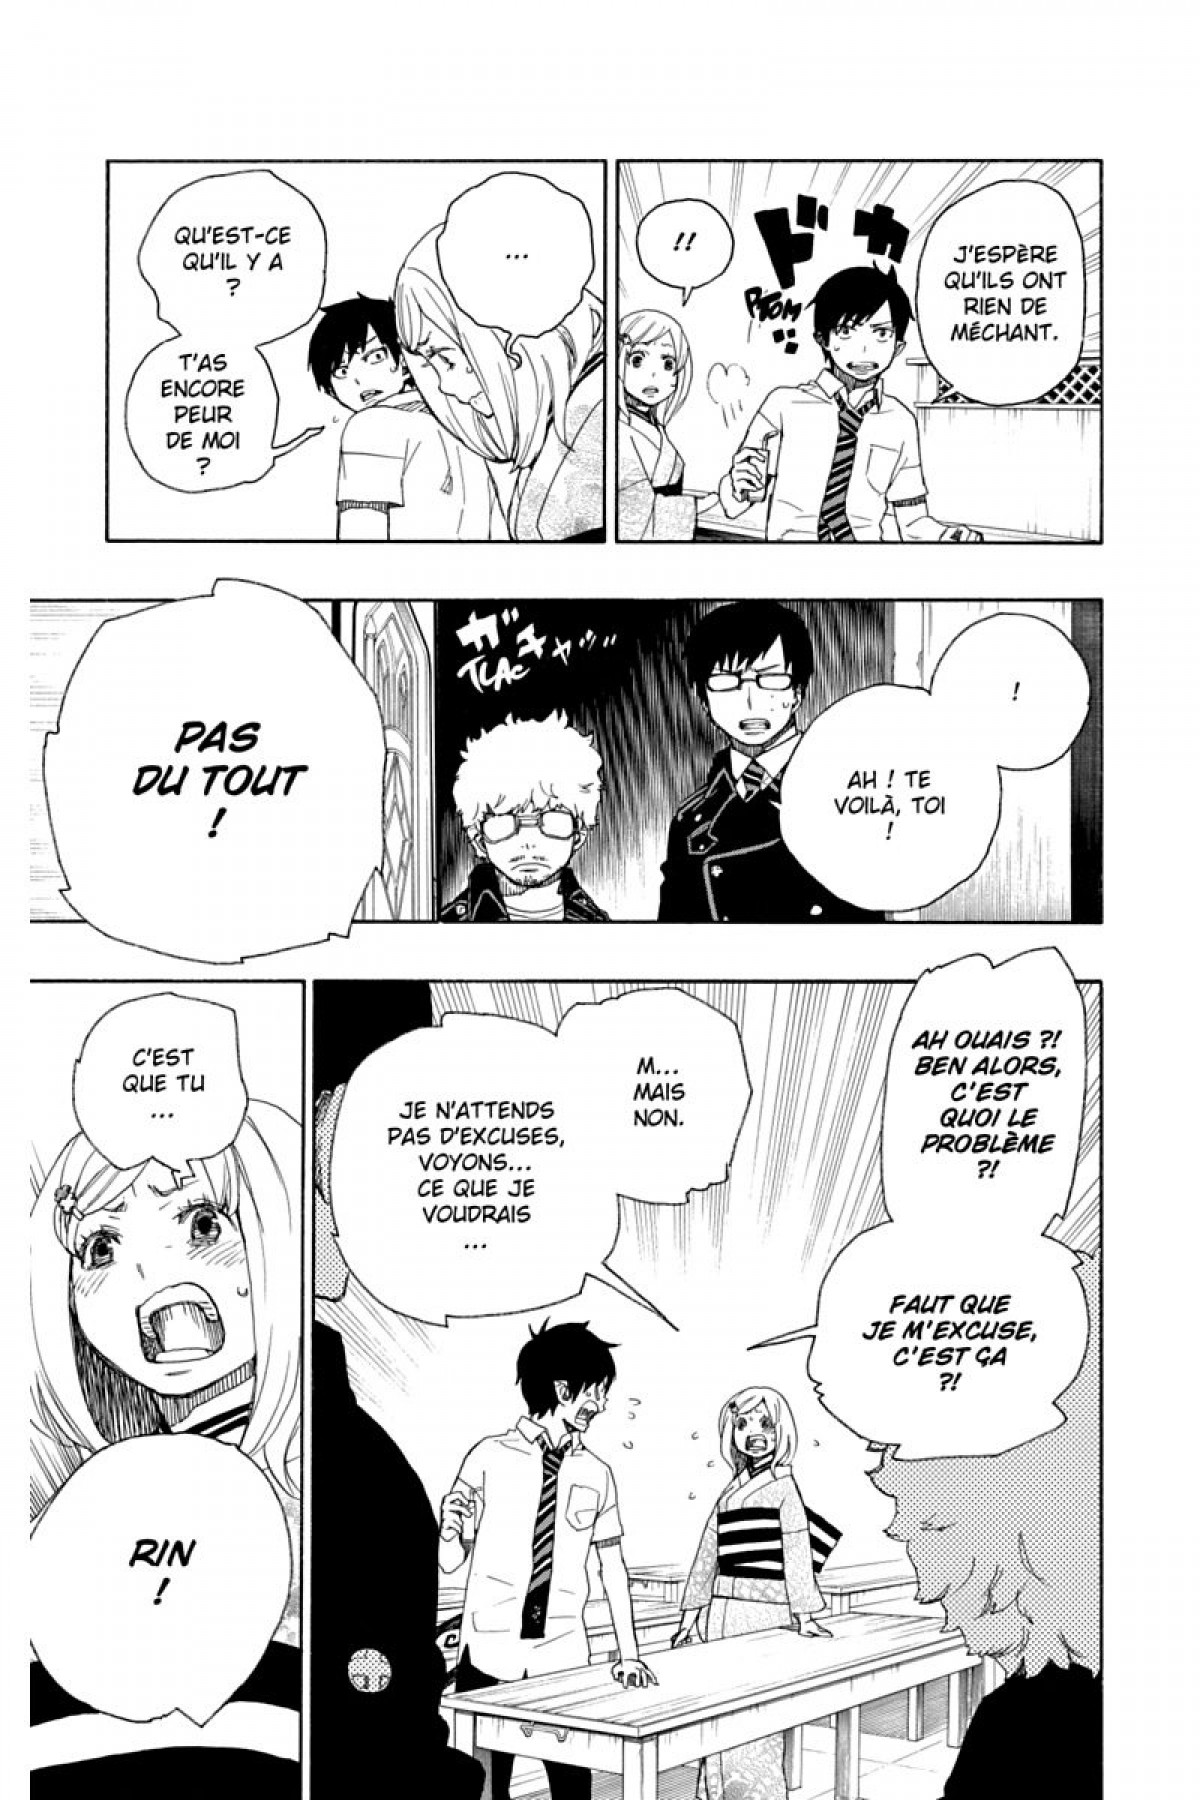 J'ESPÈRE
QU'ILS ONT
RIEN DE
MÉCHANT.
ドカ
PTOM
!!
...
QU'EST-CE
QU'IL Y A
?
T'AS
ENCORE
PEUR
DE MOI
?
!
AH ! TE
VOILÀ, TOI
!
ガチャッ
TLAC
PAS
DU TOUT
!
AH OUAIS ?!
BEN ALORS,
C'EST
QUOI LE
PROBLÈME
?!
FAUT QUE
JE M'EXCUSE,
C'EST ÇA
?!
M...
MAIS
NON.
JE N'ATTENDS
PAS D'EXCUSES,
VOYONS...
CE QUE JE
VOUDRAIS
...
C'EST
QUE TU
...
RIN
!